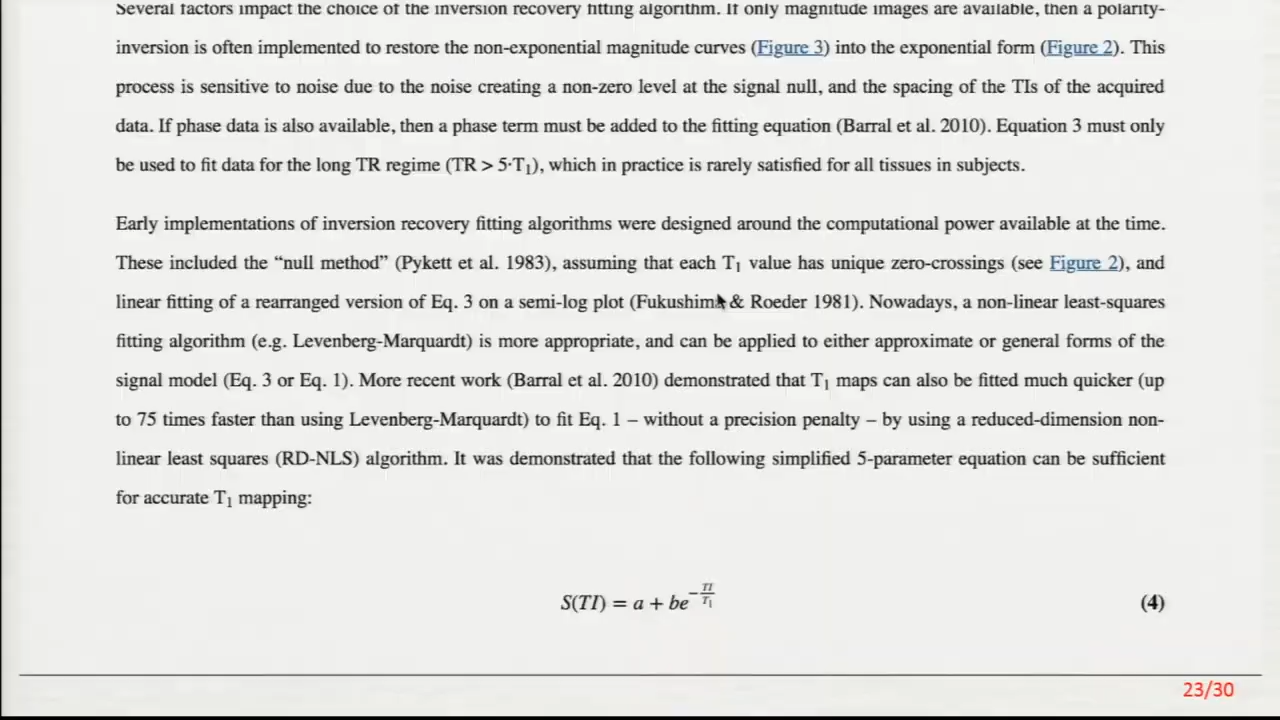 Several factors impact the choice of the inversion recovery fitting algorithm. If only magnitude images are available, then a polarity-
inversion is often implemented to restore the non-exponential magnitude curves (Figure 3) into the exponential form (Figure 2). This
process is sensitive to noise due to the noise creating a non-zero level at the signal null, and the spacing of the TIs of the acquired
data. If phase data is also available, then a phase term must be added to the fitting equation (Barral et al. 2010). Equation 3 must only
be used to fit data for the long TR regime (TR > 5·T₁), which in practice is rarely satisfied for all tissues in subjects.
Early implementations of inversion recovery fitting algorithms were designed around the computational power available at the time.
These included the “null method” (Pykett et al. 1983), assuming that each T₁ value has unique zero-crossings (see Figure 2), and
linear fitting of a rearranged version of Eq. 3 on a semi-log plot (Fukushima & Roeder 1981). Nowadays, a non-linear least-squares
fitting algorithm (e.g. Levenberg-Marquardt) is more appropriate, and can be applied to either approximate or general forms of the
signal model (Eq. 3 or Eq. 1). More recent work (Barral et al. 2010) demonstrated that T₁ maps can also be fitted much quicker (up
to 75 times faster than using Levenberg-Marquardt) to fit Eq. 1 – without a precision penalty – by using a reduced-dimension non-
linear least squares (RD-NLS) algorithm. It was demonstrated that the following simplified 5-parameter equation can be sufficient
for accurate T₁ mapping:
S(TI) = a + be^(-TI/T₁) (4)
23/30